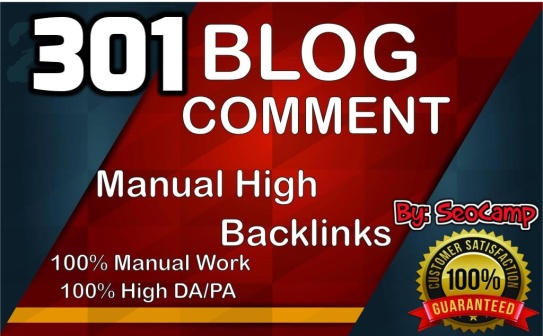 301 BLOG
COMMENT
Manual High
Backlinks
By: SeoCamp
100% Manual Work
100% High DA/PA
CUSTOMER SATISFACTION
100%
GUARANTEED